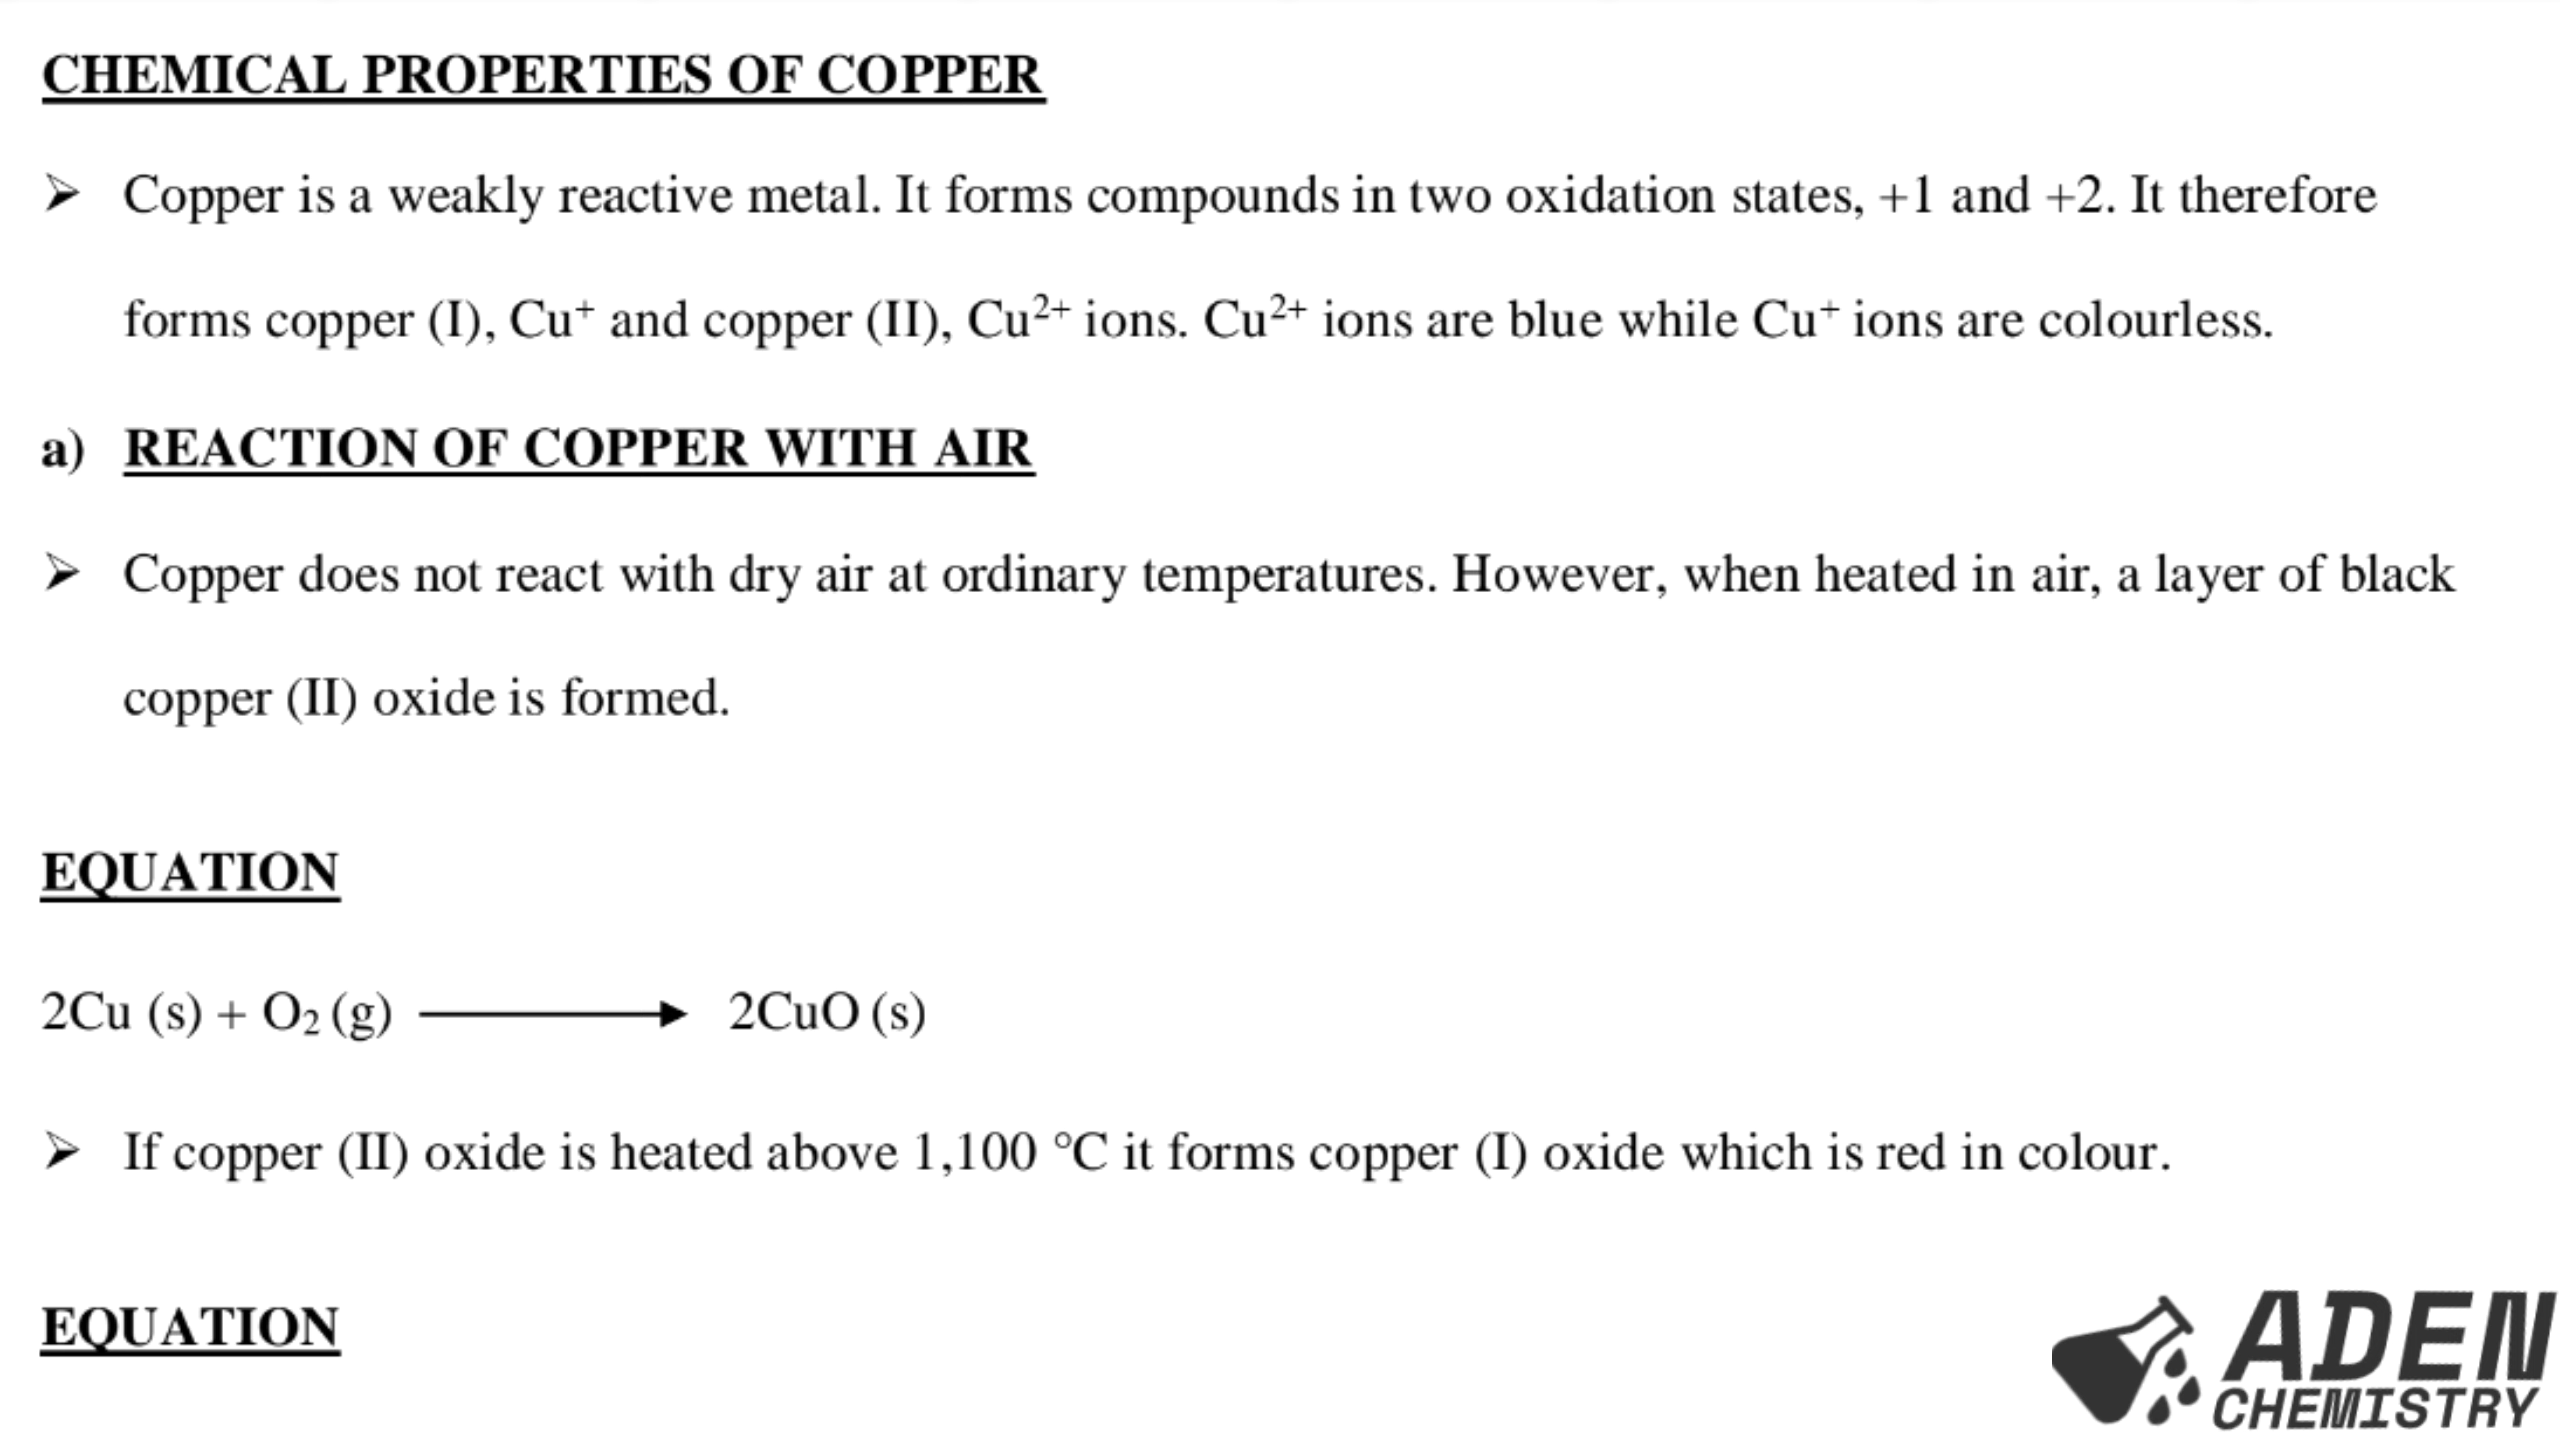 CHEMICAL PROPERTIES OF COPPER
➢ Copper is a weakly reactive metal. It forms compounds in two oxidation states, +1 and +2. It therefore
forms copper (I), Cu⁺ and copper (II), Cu²⁺ ions. Cu²⁺ ions are blue while Cu⁺ ions are colourless.
a) REACTION OF COPPER WITH AIR
➢ Copper does not react with dry air at ordinary temperatures. However, when heated in air, a layer of black
copper (II) oxide is formed.
EQUATION
2Cu (s) + O₂ (g) ⟶ 2CuO (s)
➢ If copper (II) oxide is heated above 1,100 °C it forms copper (I) oxide which is red in colour.
EQUATION
ADEN
CHEMISTRY